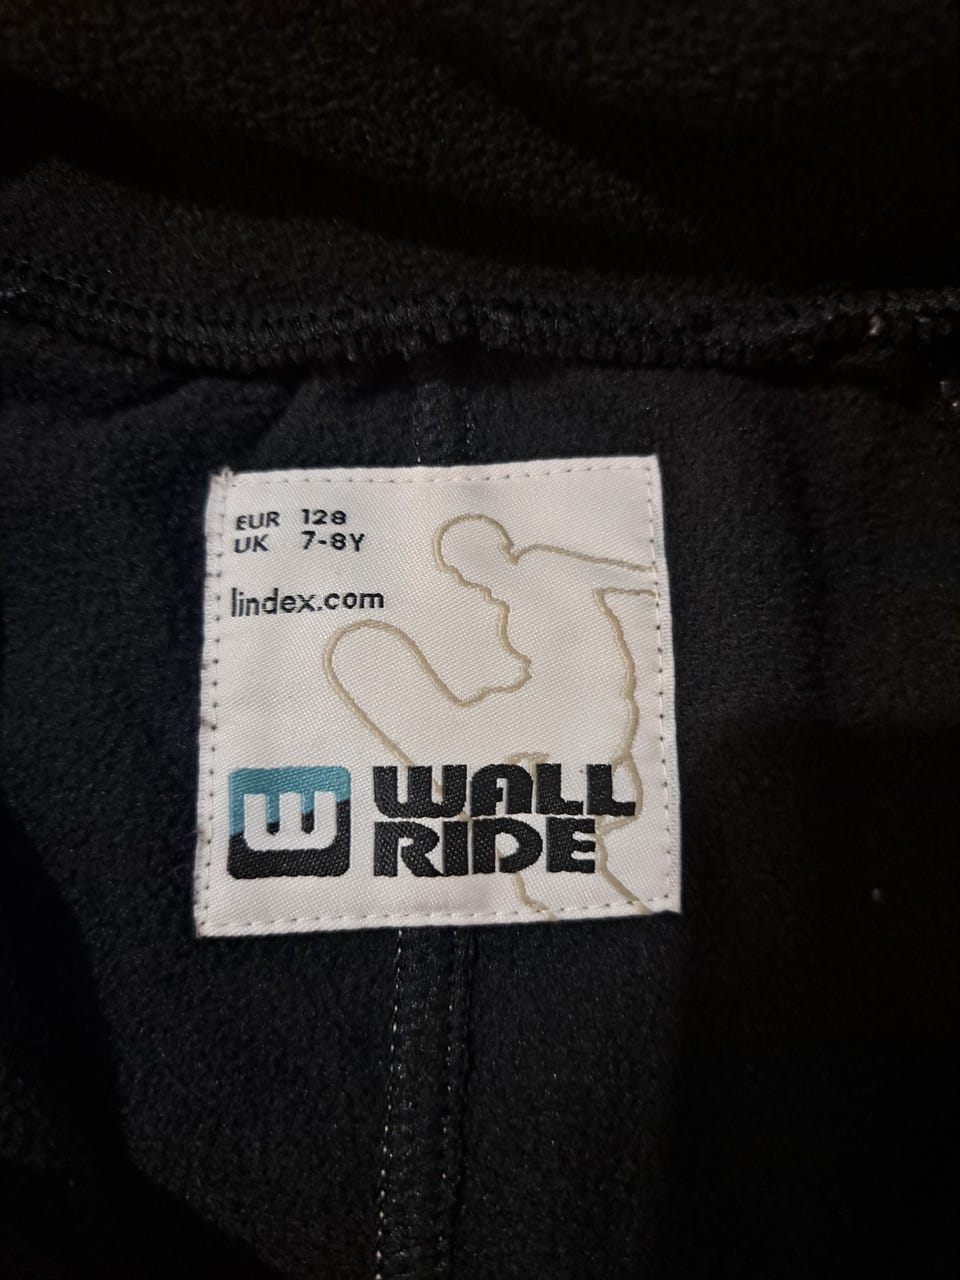 EUR 128
UK 7-8Y
lindex.com
W
WALL
RIDE